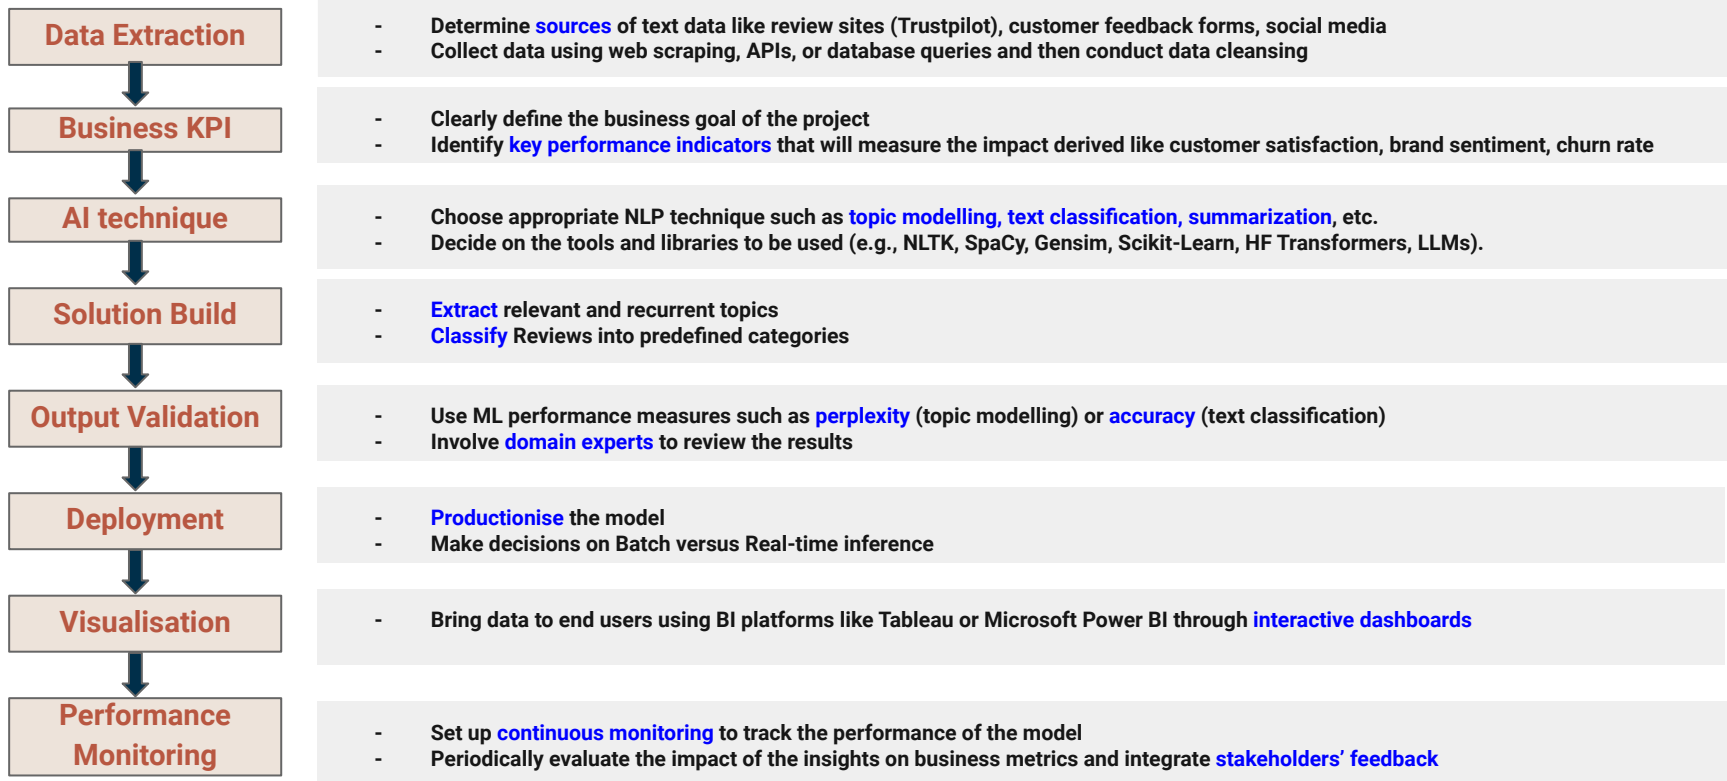 Data Extraction
- Determine sources of text data like review sites (Trustpilot), customer feedback forms, social media
- Collect data using web scraping, APIs, or database queries and then conduct data cleansing
Business KPI
- Clearly define the business goal of the project
- Identify key performance indicators that will measure the impact derived like customer satisfaction, brand sentiment, churn rate
AI technique
- Choose appropriate NLP technique such as topic modelling, text classification, summarization, etc.
- Decide on the tools and libraries to be used (e.g., NLTK, SpaCy, Gensim, Scikit-Learn, HF Transformers, LLMs).
Solution Build
- Extract relevant and recurrent topics
- Classify Reviews into predefined categories
Output Validation
- Use ML performance measures such as perplexity (topic modelling) or accuracy (text classification)
- Involve domain experts to review the results
Deployment
- Productionise the model
- Make decisions on Batch versus Real-time inference
Visualisation
- Bring data to end users using BI platforms like Tableau or Microsoft Power BI through interactive dashboards
Performance
Monitoring
- Set up continuous monitoring to track the performance of the model
- Periodically evaluate the impact of the insights on business metrics and integrate stakeholders’ feedback